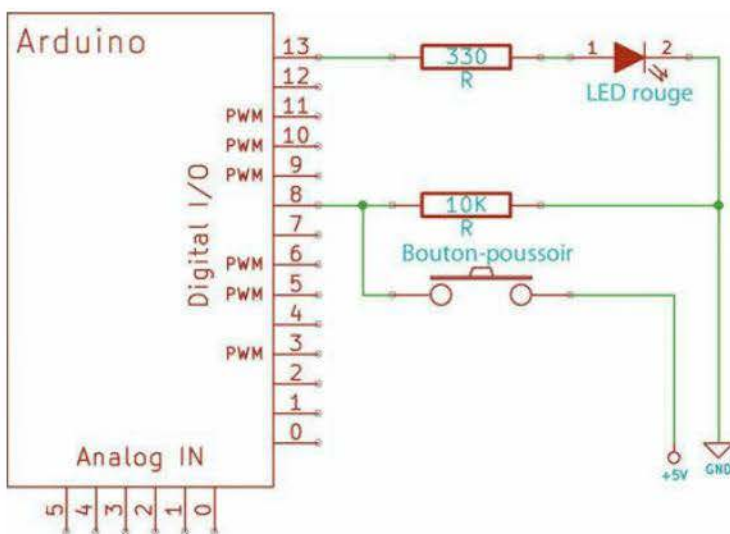 Arduino
13
12
PWM 11
PWM 10
PWM 9
8
7
PWM 6
PWM 5
4
PWM 3
2
1
0
Digital I/O
Analog IN
5 4 3 2 1 0
330
R
1 2
LED rouge
10K
R
Bouton-poussoir
+5V
GND